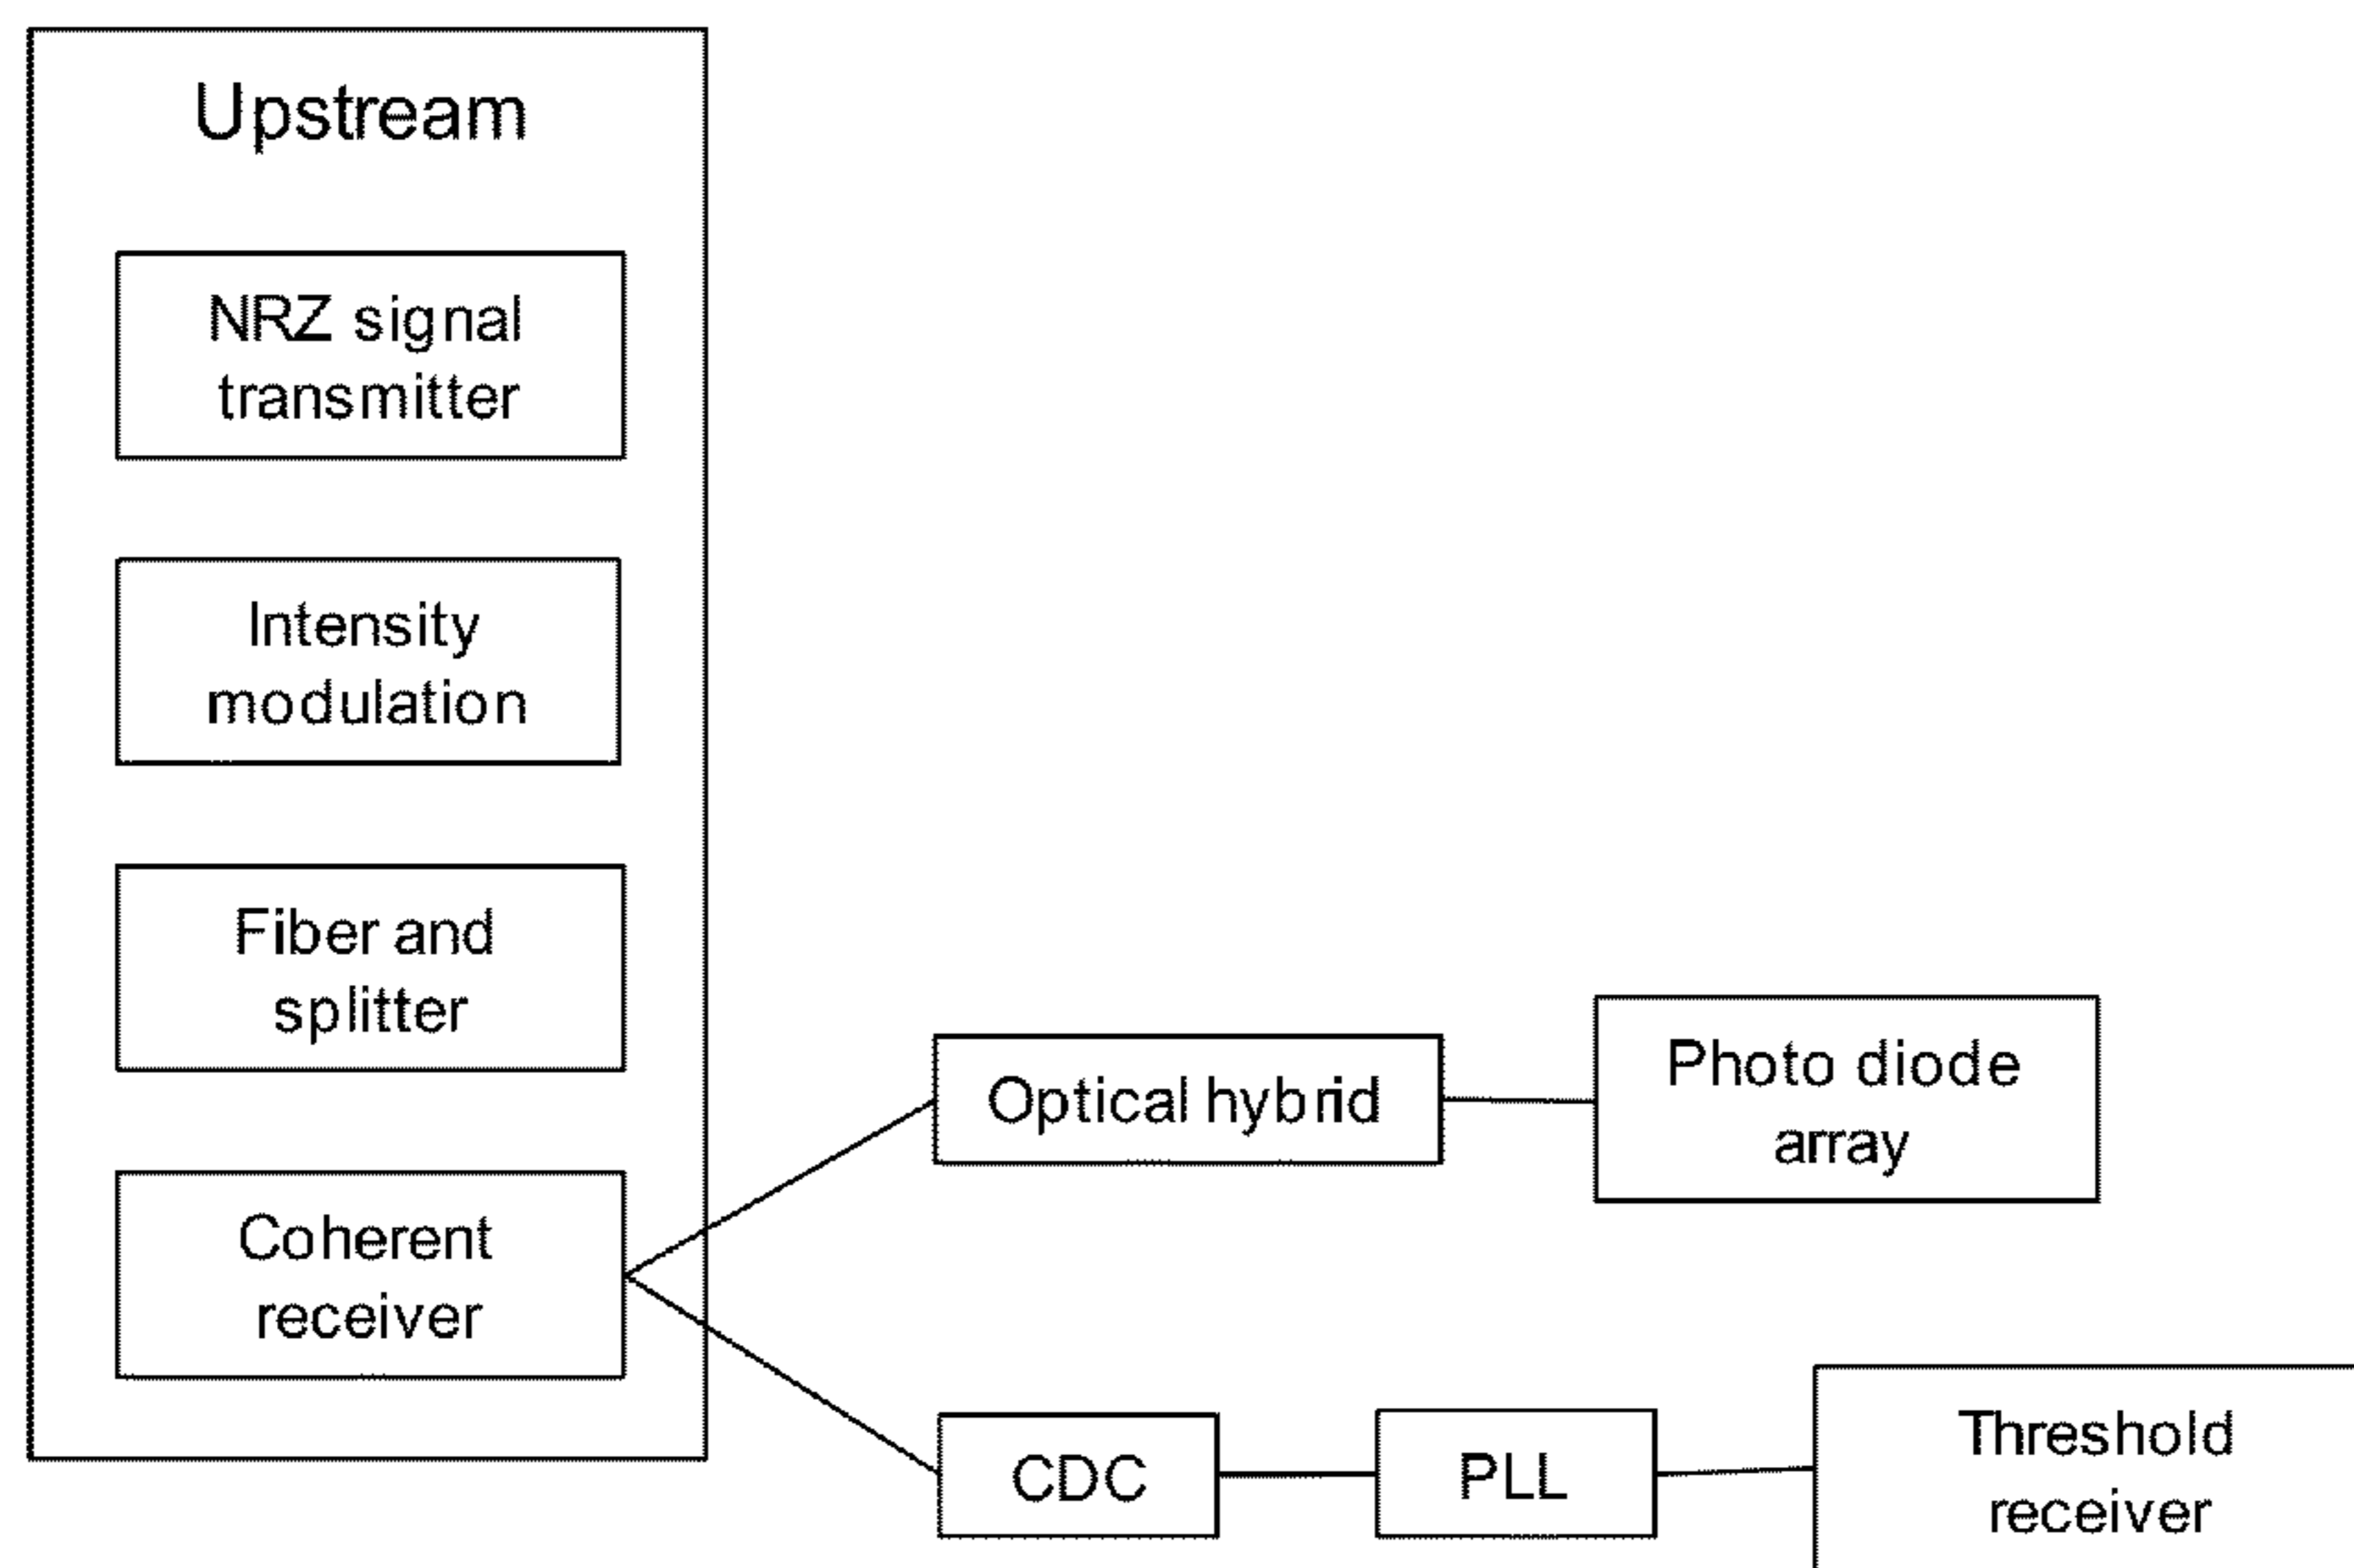 Upstream
NRZ signal
transmitter
Intensity
modulation
Fiber and
splitter
Coherent
receiver
Optical hybrid
Photo diode
array
CDC
PLL
Threshold
receiver